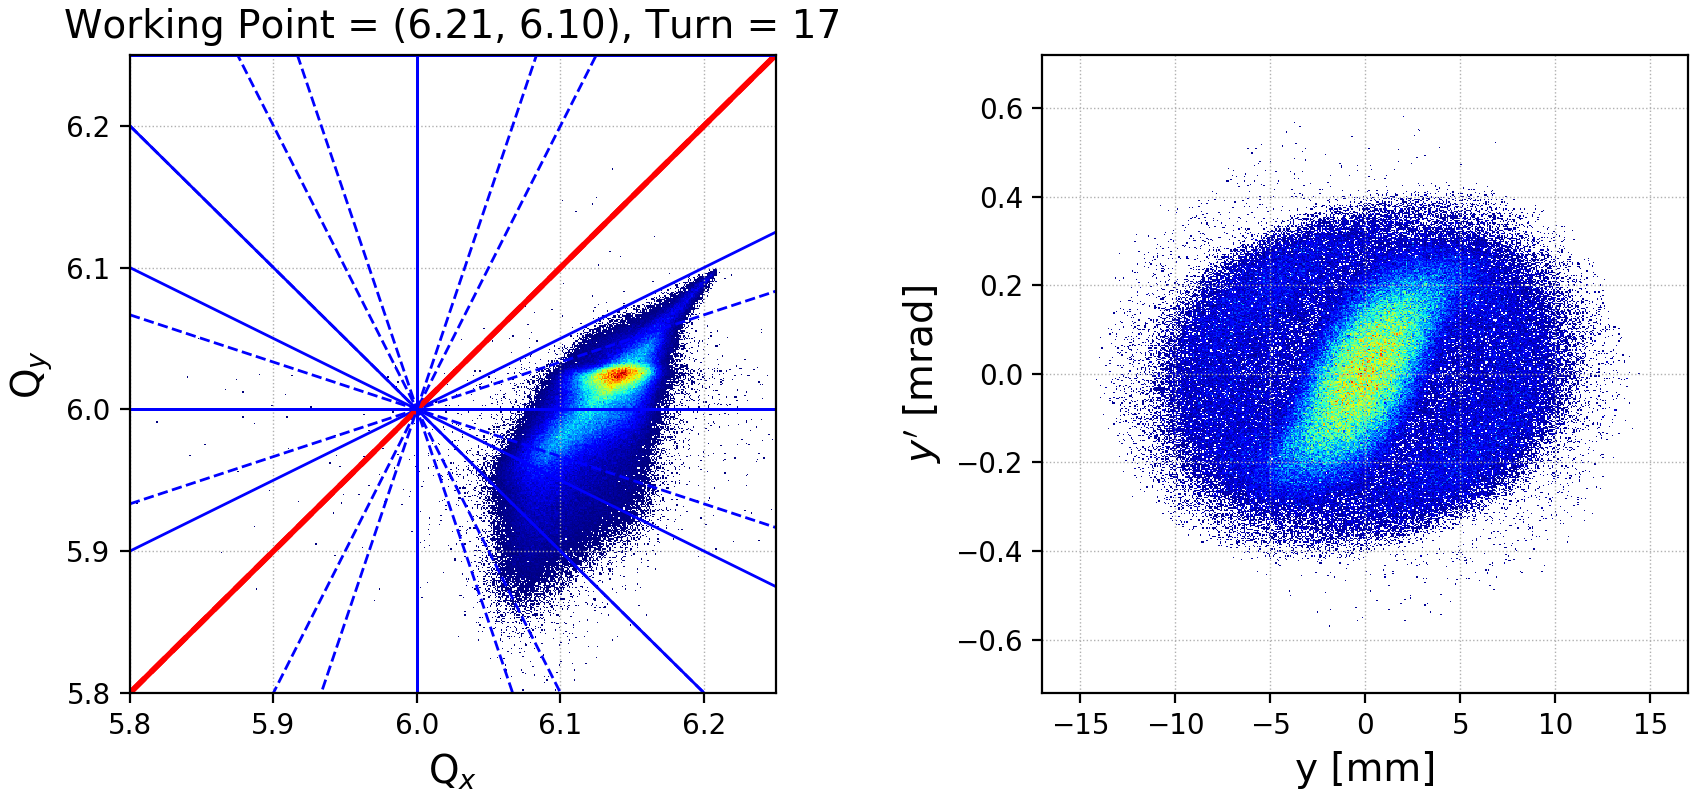 Working Point = (6.21, 6.10), Turn = 17
6.2
6.1
6.0
5.9
5.8
Qy
5.8 5.9 6.0 6.1 6.2
Qx
0.6
0.4
0.2
0.0
−0.2
−0.4
−0.6
y′ [mrad]
−15 −10 −5 0 5 10 15
y [mm]